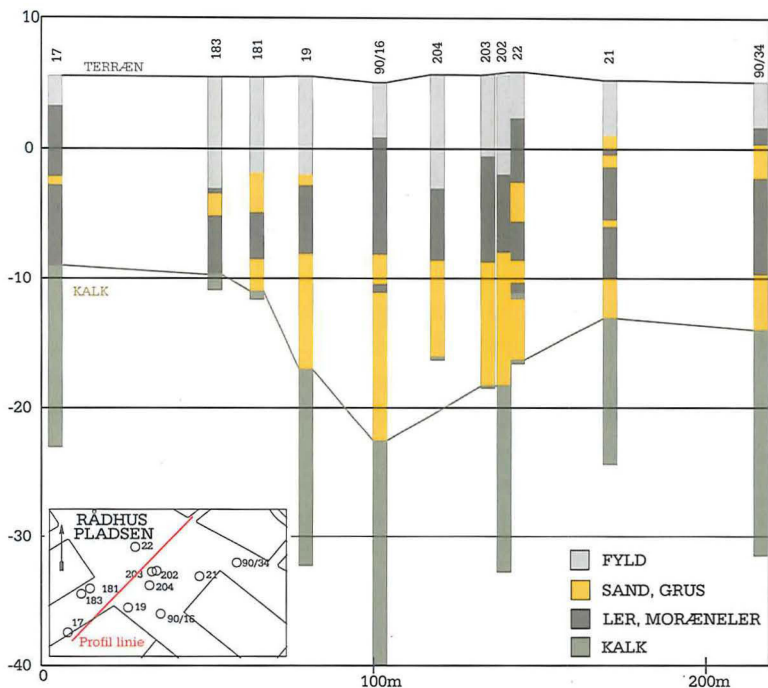 10
17
183
181
19
90/16
204
203
202
22
21
90/34
TERRÆN
0
-10
KALK
-20
-30
-40
RÅDHUS
PLADSEN
22
203
202
204
21
90/34
181
183
19
90/16
17
Profil linie
FYLD
SAND, GRUS
LER, MORÆNELER
KALK
0
100m
200m